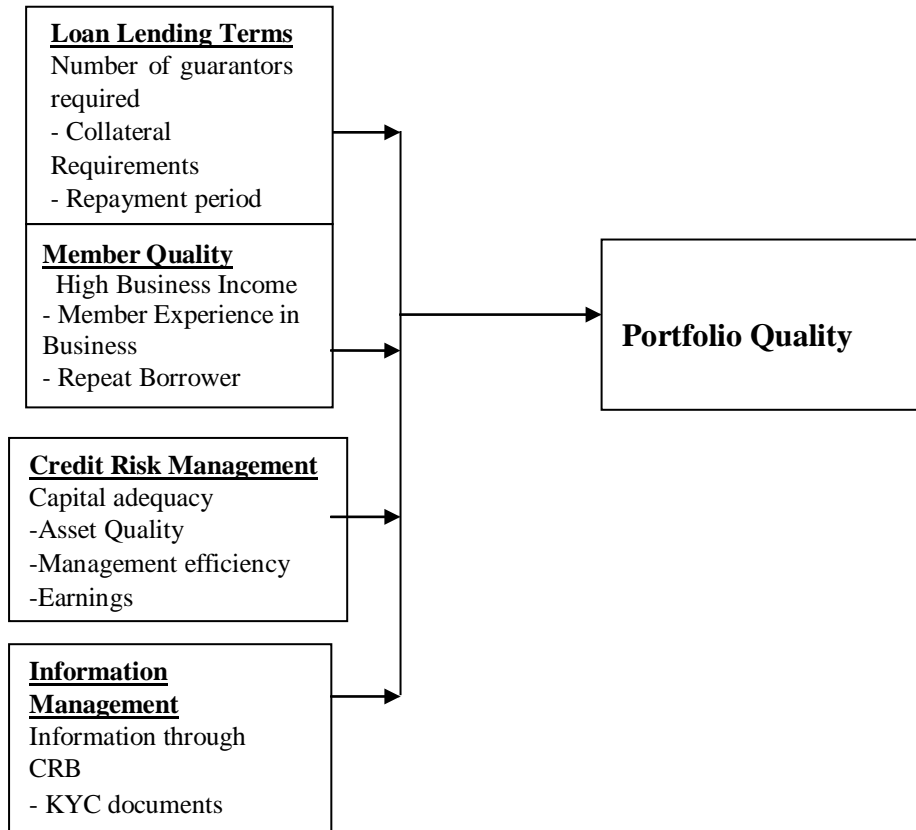 Loan Lending Terms
Number of guarantors
required
- Collateral
Requirements
- Repayment period
Member Quality
High Business Income
- Member Experience in
Business
- Repeat Borrower
Portfolio Quality
Credit Risk Management
Capital adequacy
-Asset Quality
-Management efficiency
-Earnings
Information
Management
Information through
CRB
- KYC documents